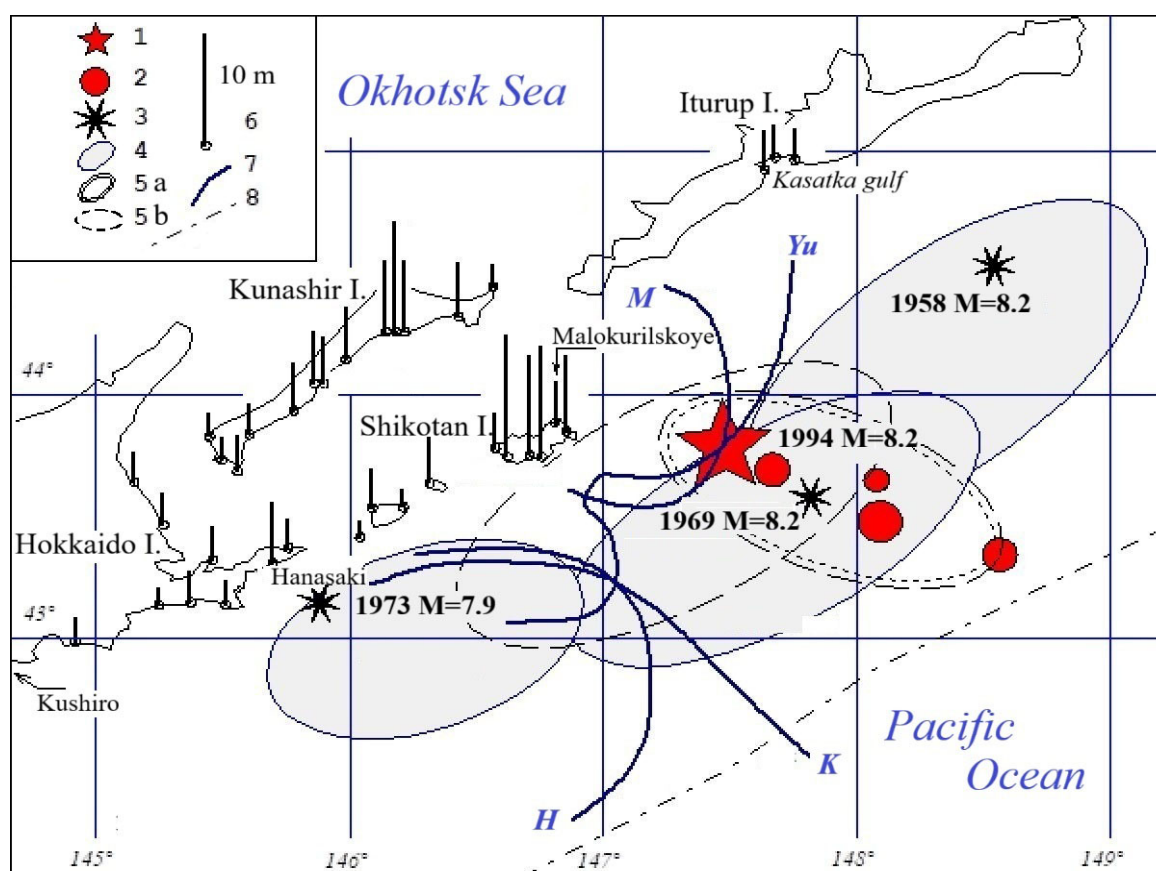 1
2
3
4
5 a
5 b
10 m
6
7
8
Okhotsk Sea
Iturup I.
Kasatka gulf
Yu
M
1958 M=8.2
Kunashir I.
Malokurilskoye
44°
Shikotan I.
1994 M=8.2
1969 M=8.2
Hokkaido I.
Hanasaki
1973 M=7.9
43°
Kushiro
Pacific
Ocean
K
H
145°
146°
147°
148°
149°